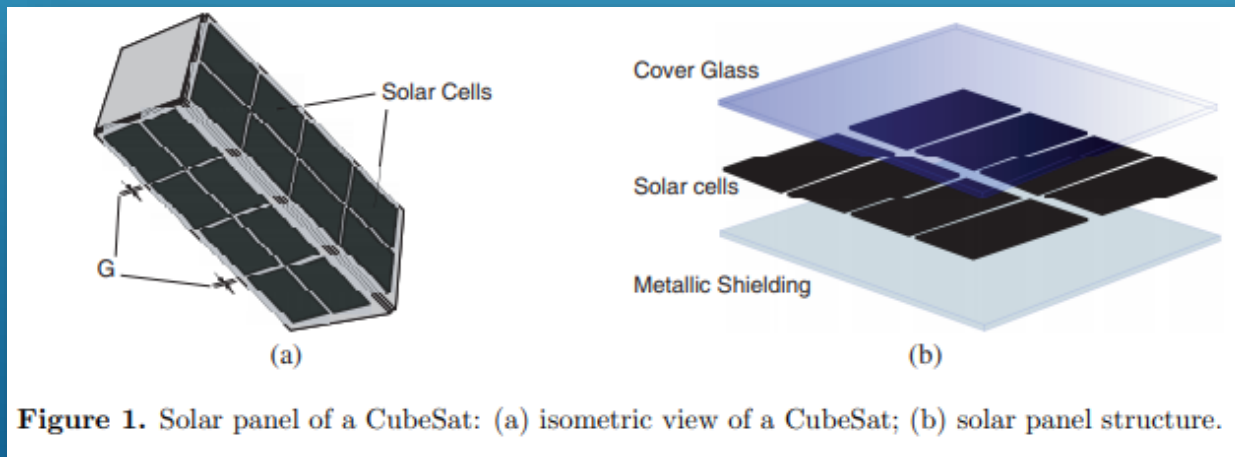 Solar Cells
G
(a)
Cover Glass
Solar cells
Metallic Shielding
(b)
Figure 1. Solar panel of a CubeSat: (a) isometric view of a CubeSat; (b) solar panel structure.